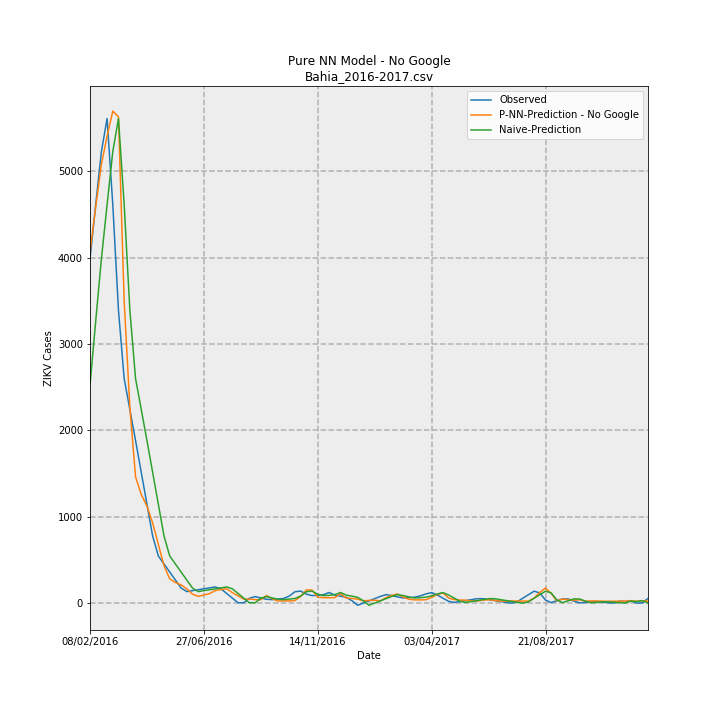 Pure NN Model - No Google
Bahia_2016-2017.csv
Observed
P-NN-Prediction - No Google
Naive-Prediction
ZIKV Cases
5000
4000
3000
2000
1000
0
08/02/2016 27/06/2016 14/11/2016 03/04/2017 21/08/2017
Date